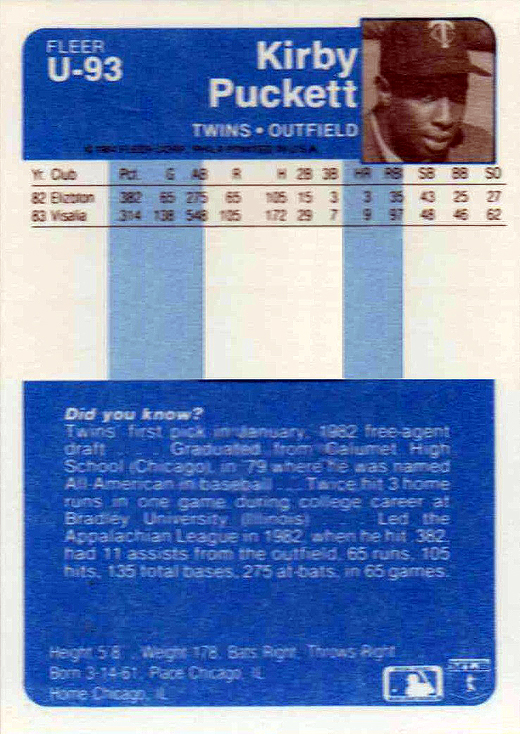 FLEER
U-93
Kirby
Puckett
TWINS • OUTFIELD
© 1984 FLEER CORP. PHILA PRINTED IN U.S.A.
Yr. Club Pct. G AB R H 2B 3B HR RBI SB BB SO
82 Elizbton .382 65 275 65 105 15 3 3 35 43 25 27
83 Visalia .314 138 548 105 172 29 7 9 97 48 46 62
Did you know?
Twins' first pick in January, 1982 free-agent
draft . . . Graduated from Calumet High
School (Chicago), in '79 where he was named
All-American in baseball . . . Twice hit 3 home
runs in one game during college career at
Bradley University (Illinois) . . . Led the
Appalachian League in 1982, when he hit .382,
had 11 assists from the outfield, 65 runs, 105
hits, 135 total bases, 275 at-bats, in 65 games.
Height 5'8 . Weight 178, Bats Right, Throws Right
Born 3-14-61, Place Chicago, IL
Home Chicago, IL